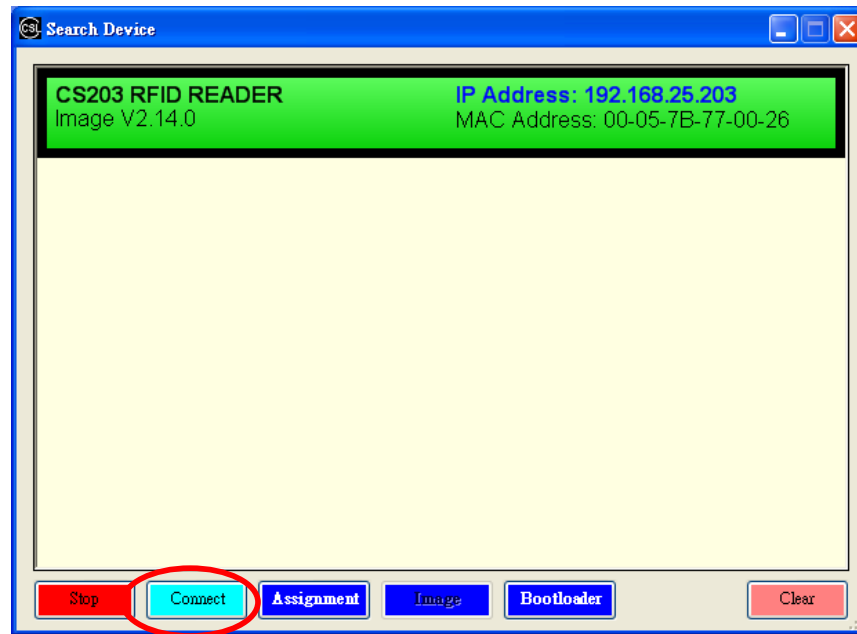 CSL Search Device
CS203 RFID READER IP Address: 192.168.25.203
Image V2.14.0 MAC Address: 00-05-7B-77-00-26
Stop Connect Assignment Image Bootloader Clear